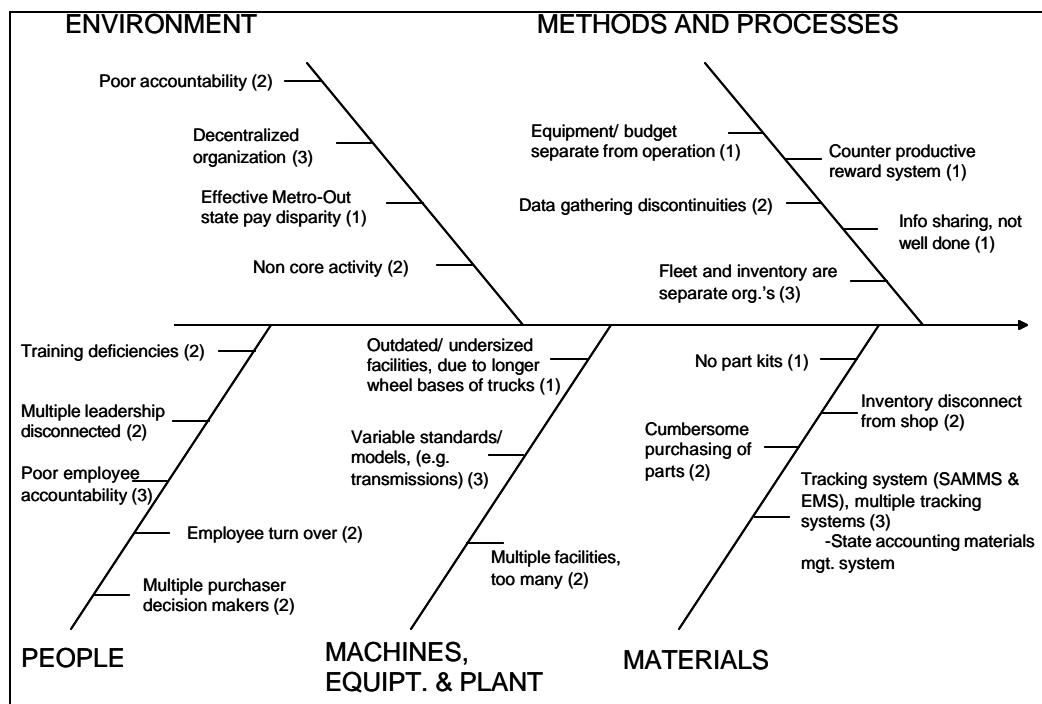 ENVIRONMENT
METHODS AND PROCESSES
Poor accountability (2)
Decentralized
organization (3)
Effective Metro-Out
state pay disparity (1)
Non core activity (2)
Equipment/ budget
separate from operation (1)
Counter productive
reward system (1)
Data gathering discontinuities (2)
Info sharing, not
well done (1)
Fleet and inventory are
separate org.'s (3)
Training deficiencies (2)
Multiple leadership
disconnected (2)
Poor employee
accountability (3)
Employee turn over (2)
Multiple purchaser
decision makers (2)
PEOPLE
Outdated/ undersized
facilities, due to longer
wheel bases of trucks (1)
Variable standards/
models, (e.g.
transmissions) (3)
Multiple facilities,
too many (2)
MACHINES,
EQUIPT. & PLANT
No part kits (1)
Inventory disconnect
from shop (2)
Cumbersome
purchasing of
parts (2)
Tracking system (SAMMS &
EMS), multiple tracking
systems (3)
-State accounting materials
mgt. system
MATERIALS